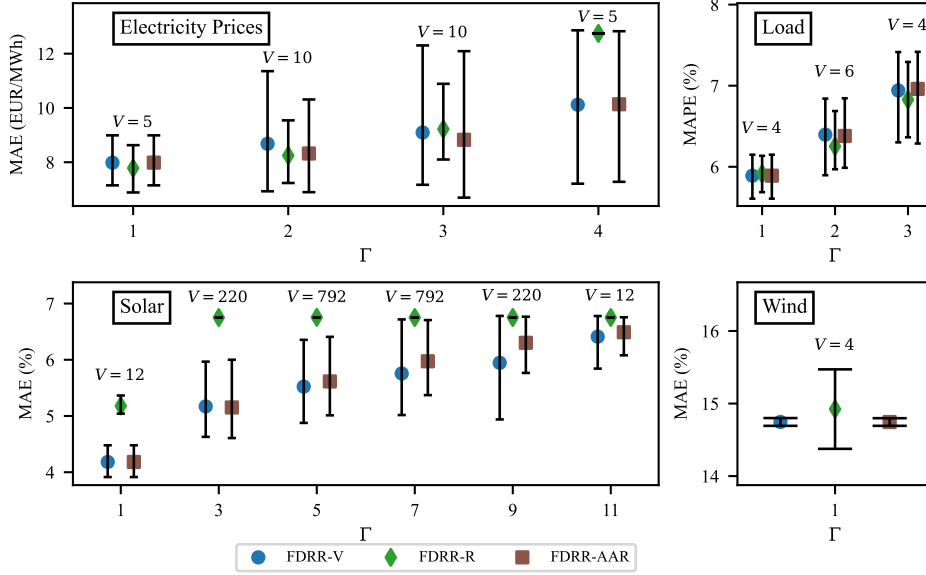 Electricity Prices
MAE (EUR/MWh)
12
10
8
V = 5
V = 10
V = 10
V = 5
1
2
3
4
Γ
Load
MAPE (%)
8
7
6
V = 4
V = 6
V = 4
1
2
3
Γ
Solar
MAE (%)
7
6
5
4
V = 12
V = 220
V = 792
V = 792
V = 220
V = 12
1
3
5
7
9
11
Γ
Wind
MAE (%)
16
15
14
V = 4
1
Γ
FDRR-V
FDRR-R
FDRR-AAR